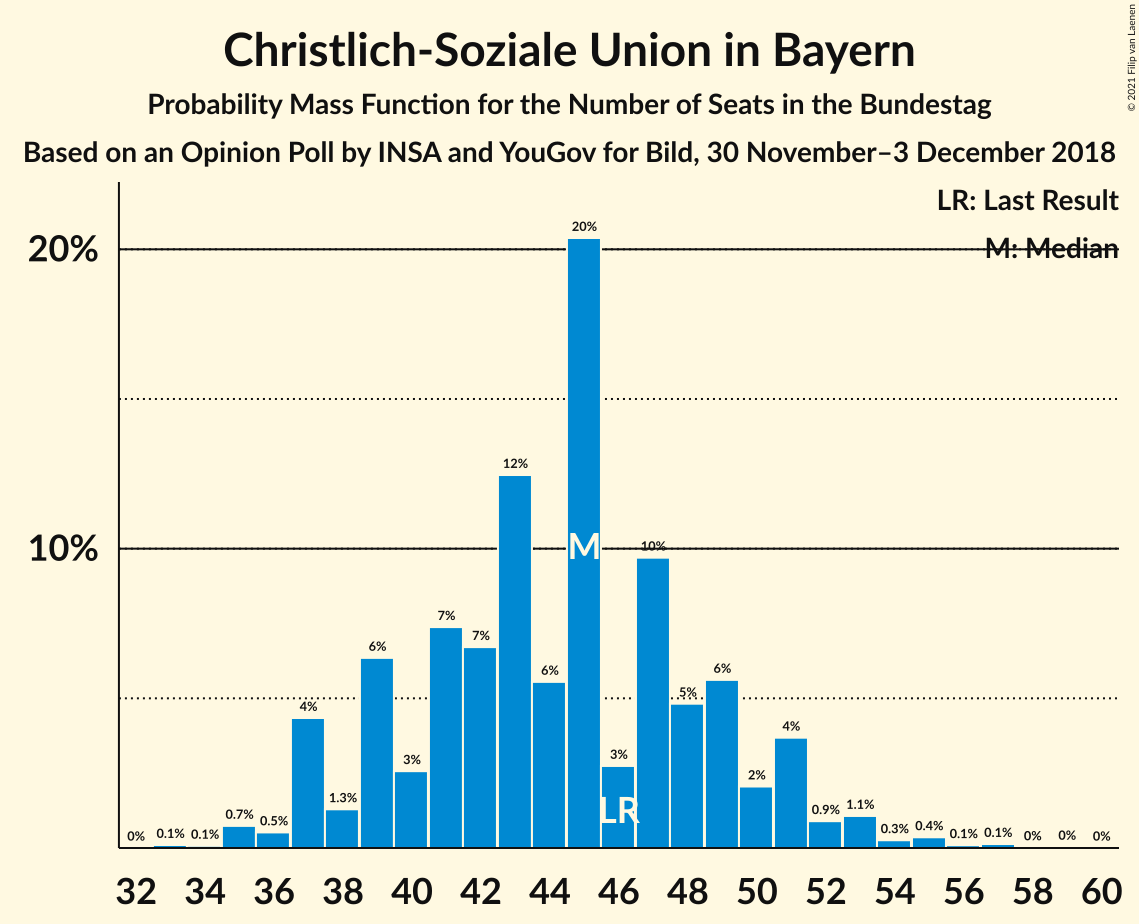 Christlich-Soziale Union in Bayern
Probability Mass Function for the Number of Seats in the Bundestag
Based on an Opinion Poll by INSA and YouGov for Bild, 30 November–3 December 2018
© 2021 Filip van Laenen
LR: Last Result
M: Median
20%
10%
0% 0.1% 0.1% 0.7% 0.5% 4% 1.3% 6% 3% 7% 7% 12% 6% 20% 3% 10% 5% 6% 2% 4% 0.9% 1.1% 0.3% 0.4% 0.1% 0.1% 0% 0% 0%
M
LR
32 34 36 38 40 42 44 46 48 50 52 54 56 58 60